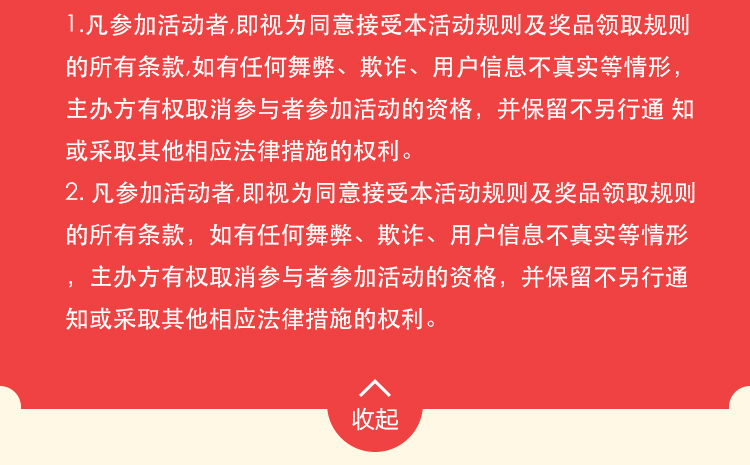 1.凡参加活动者,即视为同意接受本活动规则及奖品领取规则
的所有条款,如有任何舞弊、欺诈、用户信息不真实等情形，
主办方有权取消参与者参加活动的资格，并保留不另行通 知
或采取其他相应法律措施的权利。
2. 凡参加活动者,即视为同意接受本活动规则及奖品领取规则
的所有条款，如有任何舞弊、欺诈、用户信息不真实等情形
，主办方有权取消参与者参加活动的资格，并保留不另行通
知或采取其他相应法律措施的权利。
收起